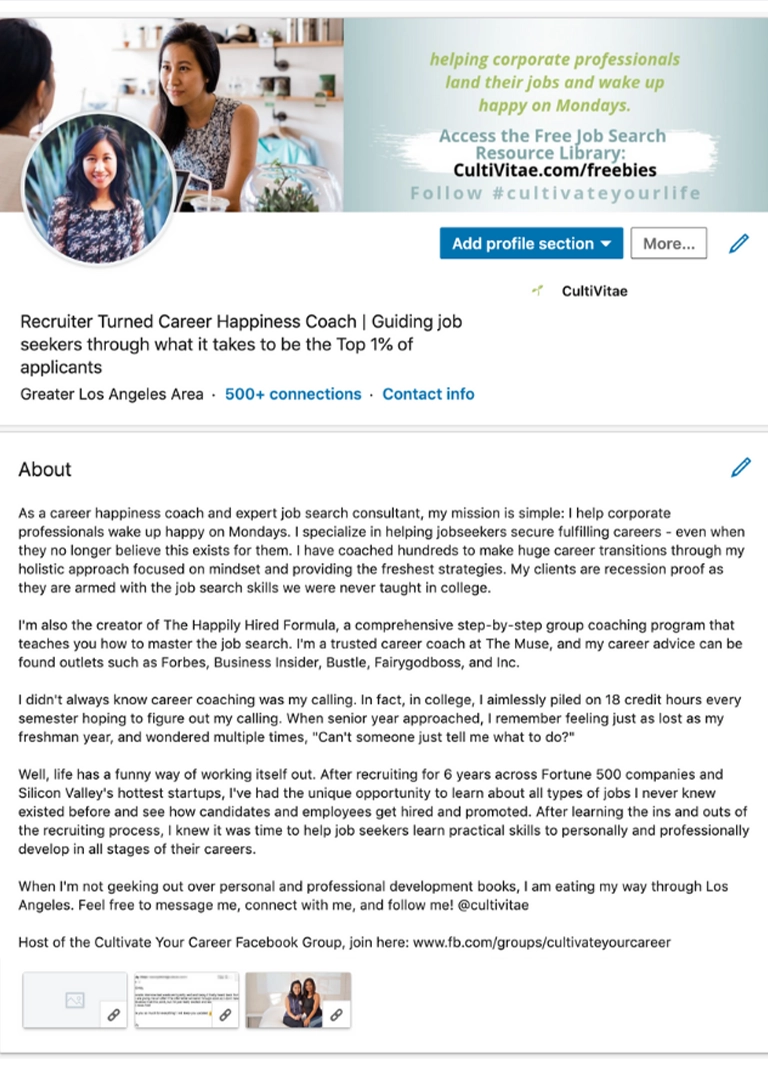 helping corporate professionals
land their jobs and wake up
happy on Mondays.
Access the Free Job Search
Resource Library:
CultiVitae.com/freebies
Follow #cultivateyourlife
Add profile section
More...
CultiVitae
Recruiter Turned Career Happiness Coach | Guiding job
seekers through what it takes to be the Top 1% of
applicants
Greater Los Angeles Area · 500+ connections · Contact info
About
As a career happiness coach and expert job search consultant, my mission is simple: I help corporate
professionals wake up happy on Mondays. I specialize in helping jobseekers secure fulfilling careers - even when
they no longer believe this exists for them. I have coached hundreds to make huge career transitions through my
holistic approach focused on mindset and providing the freshest strategies. My clients are recession proof as
they are armed with the job search skills we were never taught in college.
I'm also the creator of The Happily Hired Formula, a comprehensive step-by-step group coaching program that
teaches you how to master the job search. I'm a trusted career coach at The Muse, and my career advice can be
found outlets such as Forbes, Business Insider, Bustle, Fairygodboss, and Inc.
I didn't always know career coaching was my calling. In fact, in college, I aimlessly piled on 18 credit hours every
semester hoping to figure out my calling. When senior year approached, I remember feeling just as lost as my
freshman year, and wondered multiple times, "Can't someone just tell me what to do?"
Well, life has a funny way of working itself out. After recruiting for 6 years across Fortune 500 companies and
Silicon Valley's hottest startups, I've had the unique opportunity to learn about all types of jobs I never knew
existed before and see how candidates and employees get hired and promoted. After learning the ins and outs of
the recruiting process, I knew it was time to help job seekers learn practical skills to personally and professionally
develop in all stages of their careers.
When I'm not geeking out over personal and professional development books, I am eating my way through Los
Angeles. Feel free to message me, connect with me, and follow me! @cultivitae
Host of the Cultivate Your Career Facebook Group, join here: www.fb.com/groups/cultivateyourcareer